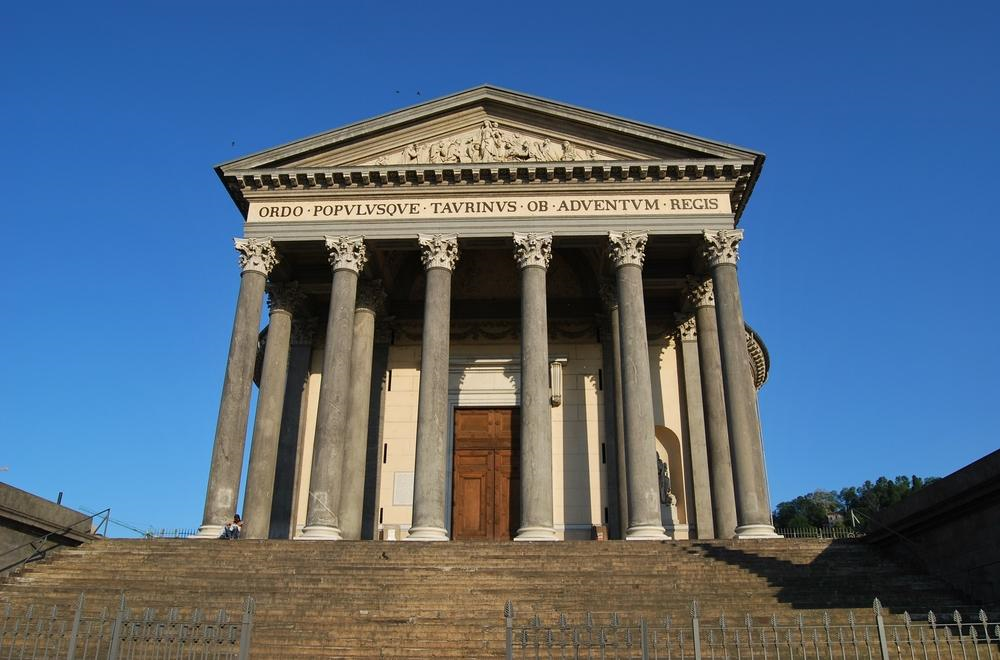 ORDO · POPVLVSQVE · TAVRINVS · OB · ADVENTVM · REGIS